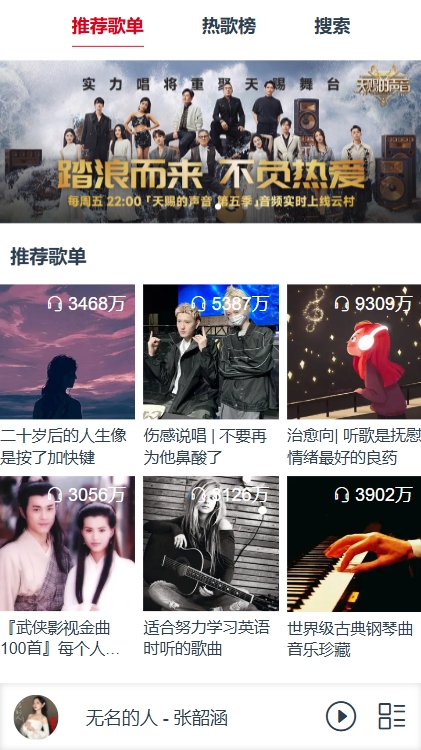 推荐歌单 热歌榜 搜索
实力唱将重聚天赐舞台
天赐的声音
踏浪而来 不负热爱
每周五 22:00「天赐的声音 第五季」音频实时上线云村
推荐歌单
3468万 5387万 9309万
二十岁后的人生像
是按了加快键
伤感说唱 | 不要再
为他鼻酸了
治愈向| 听歌是抚慰
情绪最好的良药
3056万 3902万
『武侠影视金曲
100首』每个人...
适合努力学习英语
时听的歌曲
世界级古典钢琴曲
音乐珍藏
无名的人 - 张韶涵